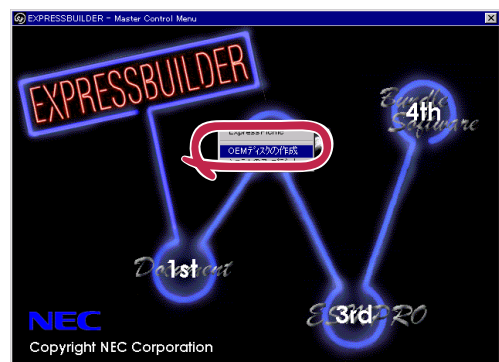 EXPRESSBUILDER - Master Control Menu
EXPRESSBUILDER
Bundle
4th
Software
OEMディスクの作成
Document
1st
ESMPRO
3rd
NEC
Copyright NEC Corporation